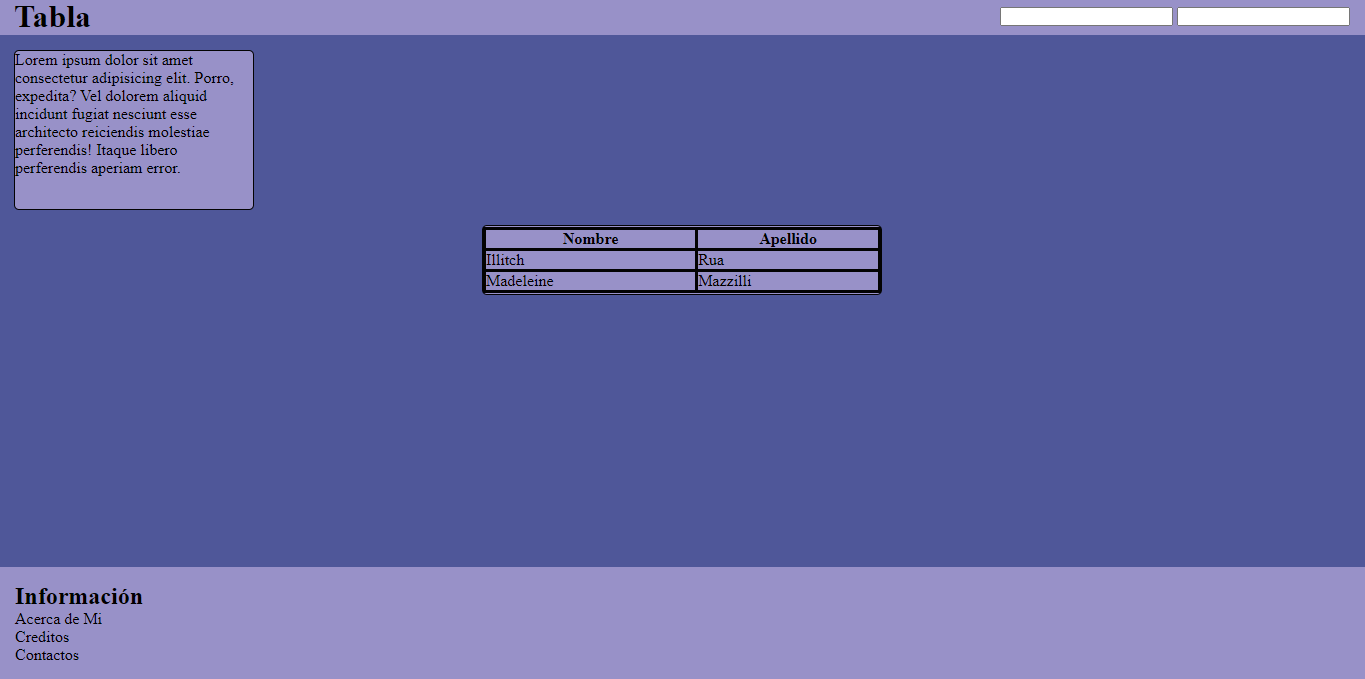 Tabla
Lorem ipsum dolor sit amet
consectetur adipisicing elit. Porro,
expedita? Vel dolorem aliquid
incidunt fugiat nesciunt esse
architecto reiciendis molestiae
perferendis! Itaque libero
perferendis aperiam error.
Nombre Apellido
Illitch Rua
Madeleine Mazzilli
Información
Acerca de Mi
Creditos
Contactos